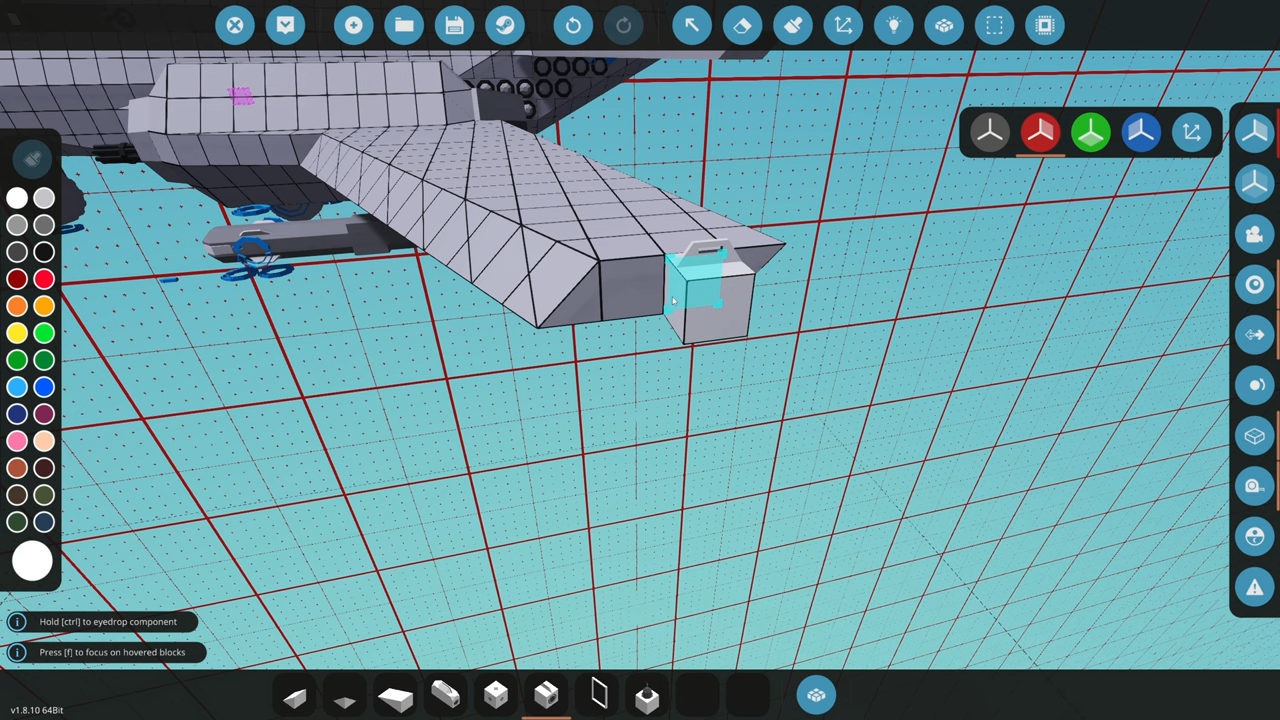 Hold [ctrl] to eyedrop component
Press [f] to focus on hovered blocks
v1.8.10 64Bit